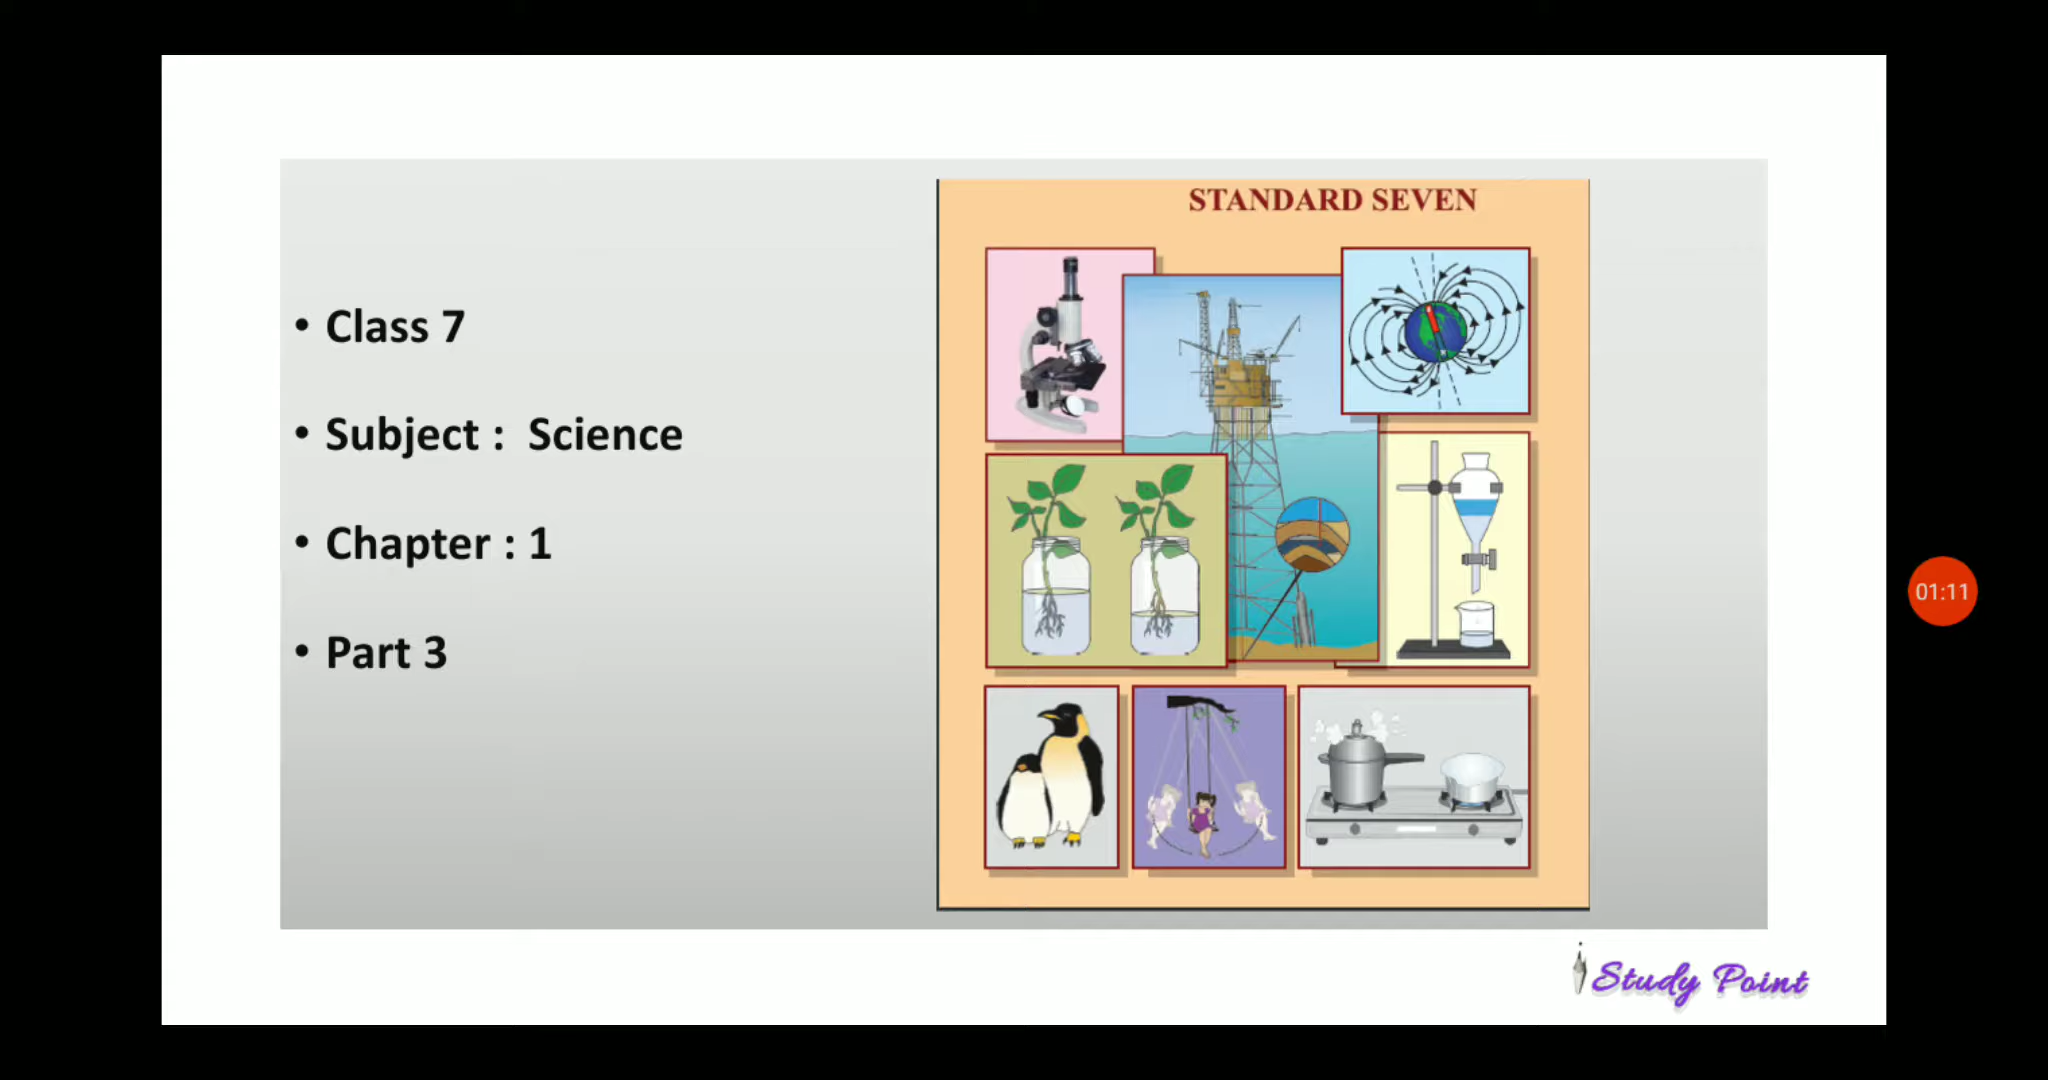 STANDARD SEVEN
• Class 7
• Subject : Science
• Chapter : 1
• Part 3
01:11
Study Point